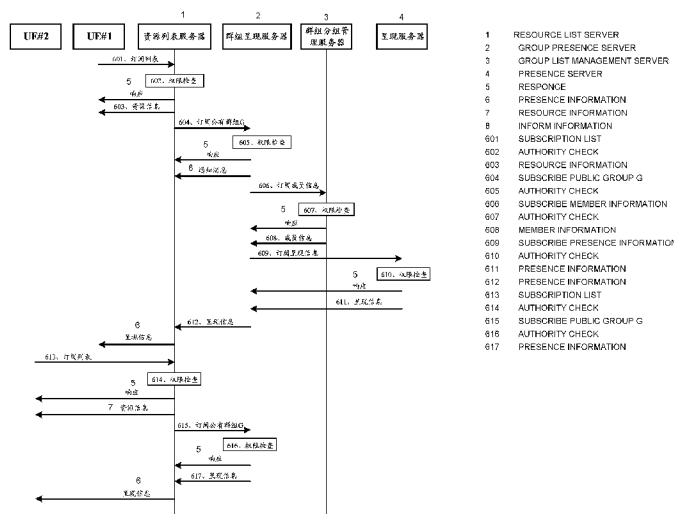 1 2 3 4
UE#2 UE#1 资源列表服务器 群组呈现服务器 群组分组管理服务器 呈现服务器
601、订阅列表
5 602、权限检查
响应
603、资源信息
604、订阅公有群组G
5 605、权限检查
响应
6 通知消息
606、订阅成员信息
5 607、权限检查
响应
608、成员信息
609、订阅呈现信息
5 610、权限检查
响应
611、呈现信息
612、呈现信息
6
呈现信息
613、订阅列表
5 614、权限检查
响应
7 资源信息
615、订阅公有群组G
5 616、权限检查
响应
617、呈现信息
6
呈现信息
1 RESOURCE LIST SERVER
2 GROUP PRESENCE SERVER
3 GROUP LIST MANAGEMENT SERVER
4 PRESENCE SERVER
5 RESPONCE
6 PRESENCE INFORMATION
7 RESOURCE INFORMATION
8 INFORM INFORMATION
601 SUBSCRIPTION LIST
602 AUTHORITY CHECK
603 RESOURCE INFORMATION
604 SUBSCRIBE PUBLIC GROUP G
605 AUTHORITY CHECK
606 SUBSCRIBE MEMBER INFORMATION
607 AUTHORITY CHECK
608 MEMBER INFORMATION
609 SUBSCRIBE PRESENCE INFORMATION
610 AUTHORITY CHECK
611 PRESENCE INFORMATION
612 PRESENCE INFORMATION
613 SUBSCRIPTION LIST
614 AUTHORITY CHECK
615 SUBSCRIBE PUBLIC GROUP G
616 AUTHORITY CHECK
617 PRESENCE INFORMATION